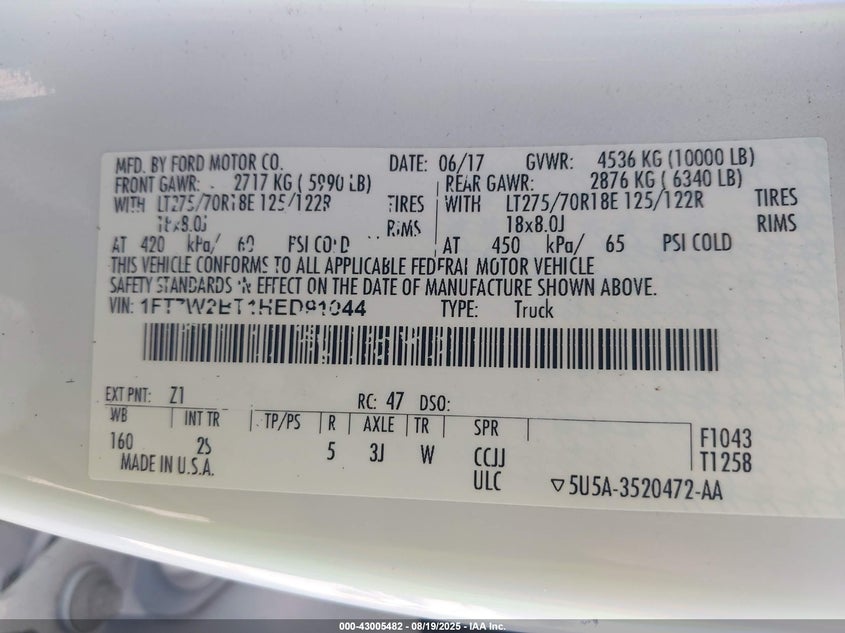 MFD. BY FORD MOTOR CO. DATE: 06/17 GVWR: 4536 KG (10000 LB)
FRONT GAWR: 2717 KG ( 5990 LB) REAR GAWR: 2876 KG ( 6340 LB)
WITH LT275/70R18E 125/122R TIRES WITH LT275/70R18E 125/122R TIRES
18x8.0J RIMS 18x8.0J RIMS
AT 420 kPa/ 60 PSI COLD AT 450 kPa/ 65 PSI COLD
THIS VEHICLE CONFORMS TO ALL APPLICABLE FEDERAL MOTOR VEHICLE
SAFETY STANDARDS IN EFFECT ON THE DATE OF MANUFACTURE SHOWN ABOVE.
VIN: 1FT7W2BT1HED91044 TYPE: Truck
EXT PNT: Z1 RC: 47 DSO:
WB INT TR TP/PS R AXLE TR SPR
160 2S 5 3J W CCJJ F1043
MADE IN U.S.A. ULC T1258
▽5U5A-3520472-AA
000-43005482 - 08/19/2025 - IAA Inc.